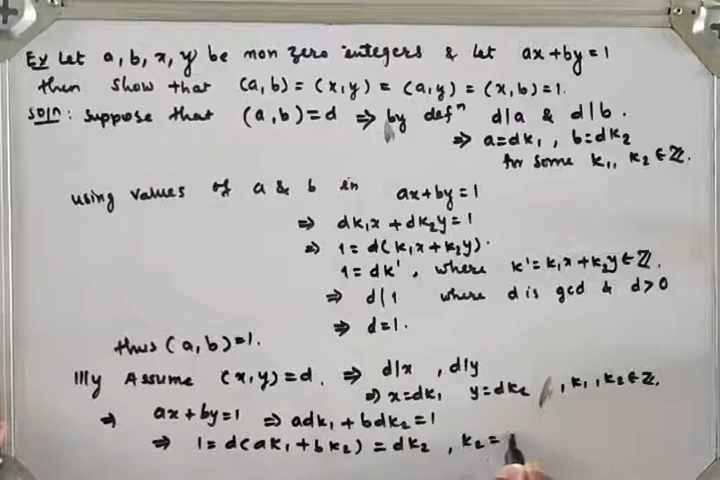 Ex Let a, b, x, y be non zero integers & let ax+by=1
then show that (a,b)=(x,y)=(a,y)=(x,b)=1.
Soln: Suppose that (a,b)=d ⇒ by defn d|a & d|b.
⇒ a=dk₁, b=dk₂
for some k₁, k₂∈ℤ.
using values of a & b in ax+by=1
⇒ dk₁x+dk₂y=1
⇒ 1=d(k₁x+k₂y).
1=dk', where k'=k₁x+k₂y∈ℤ.
⇒ d|1 where d is gcd & d>0
⇒ d=1.
thus (a,b)=1.
llly Assume (x,y)=d. ⇒ d|x, d|y
⇒ x=dk₁ y=dk₂, k₁, k₂∈ℤ.
⇒ ax+by=1 ⇒ adk₁+bdk₂=1
⇒ 1=d(ak₁+bk₂)=dk₂, k₂=